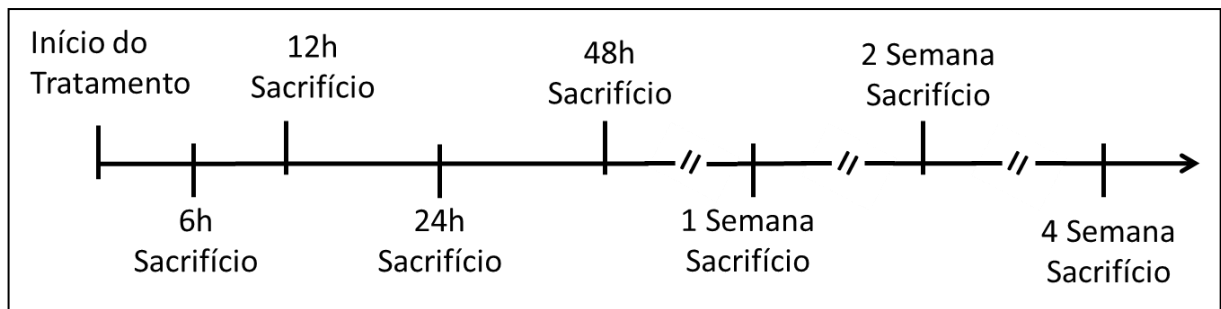 Início do
Tratamento
12h
Sacrifício
48h
Sacrifício
2 Semana
Sacrifício
6h
Sacrifício
24h
Sacrifício
1 Semana
Sacrifício
4 Semana
Sacrifício